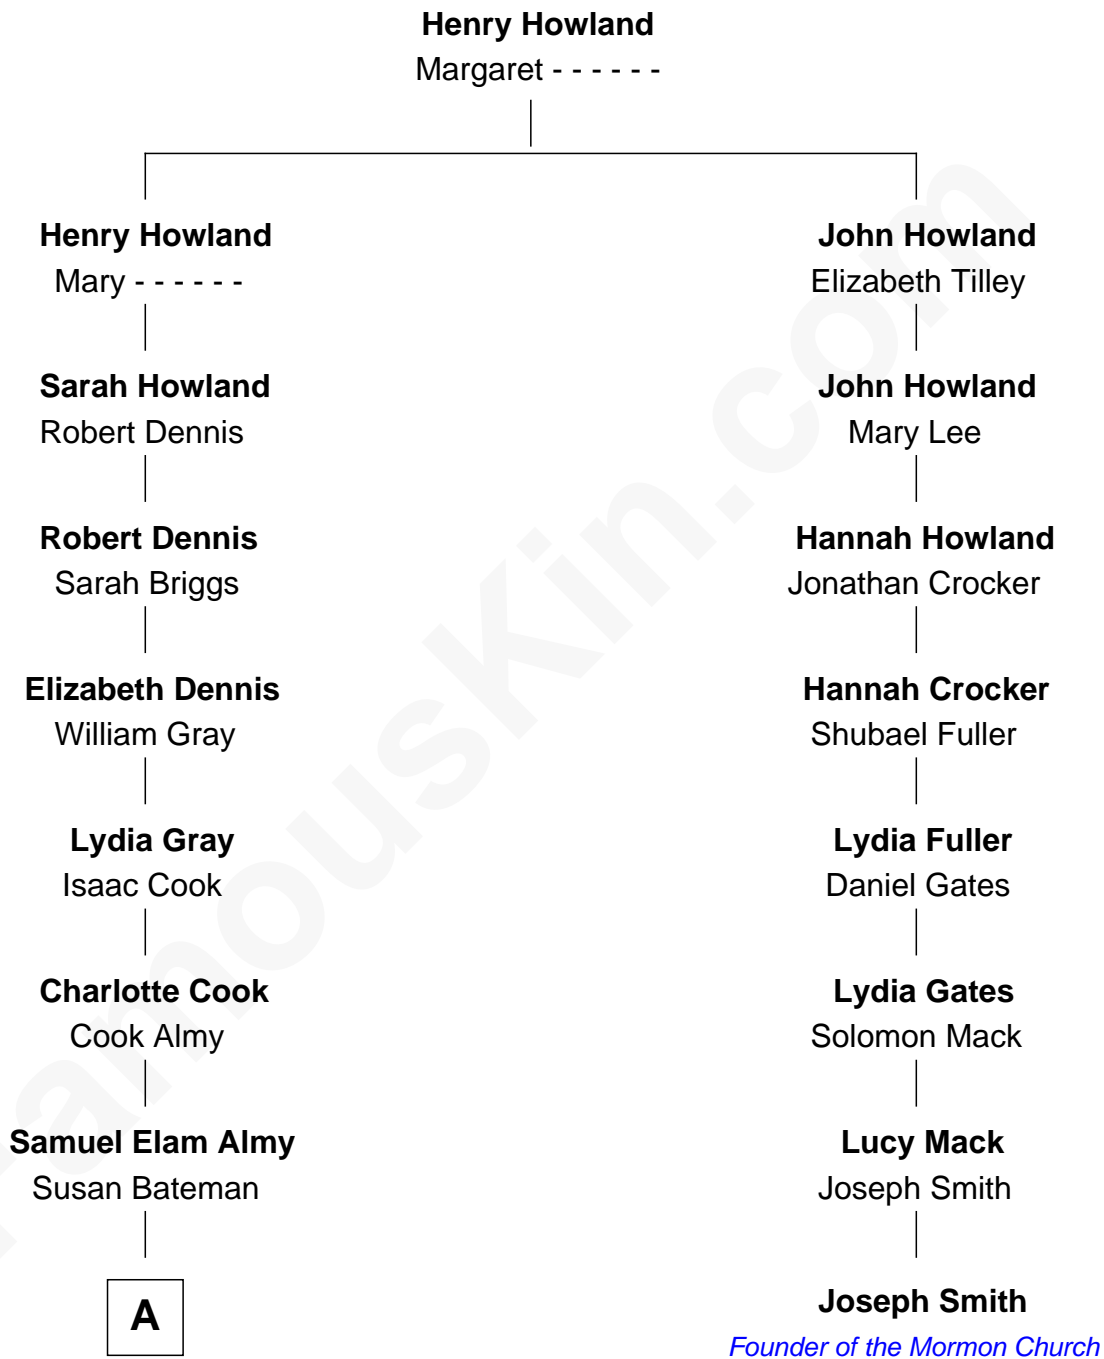 Henry Howland
Margaret - - - - - -
Henry Howland
Mary - - - - - -
John Howland
Elizabeth Tilley
Sarah Howland
Robert Dennis
John Howland
Mary Lee
Robert Dennis
Sarah Briggs
Hannah Howland
Jonathan Crocker
Elizabeth Dennis
William Gray
Hannah Crocker
Shubael Fuller
Lydia Gray
Isaac Cook
Lydia Fuller
Daniel Gates
Charlotte Cook
Cook Almy
Lydia Gates
Solomon Mack
Samuel Elam Almy
Susan Bateman
Lucy Mack
Joseph Smith
A
Joseph Smith
Founder of the Mormon Church
FamousKin.com